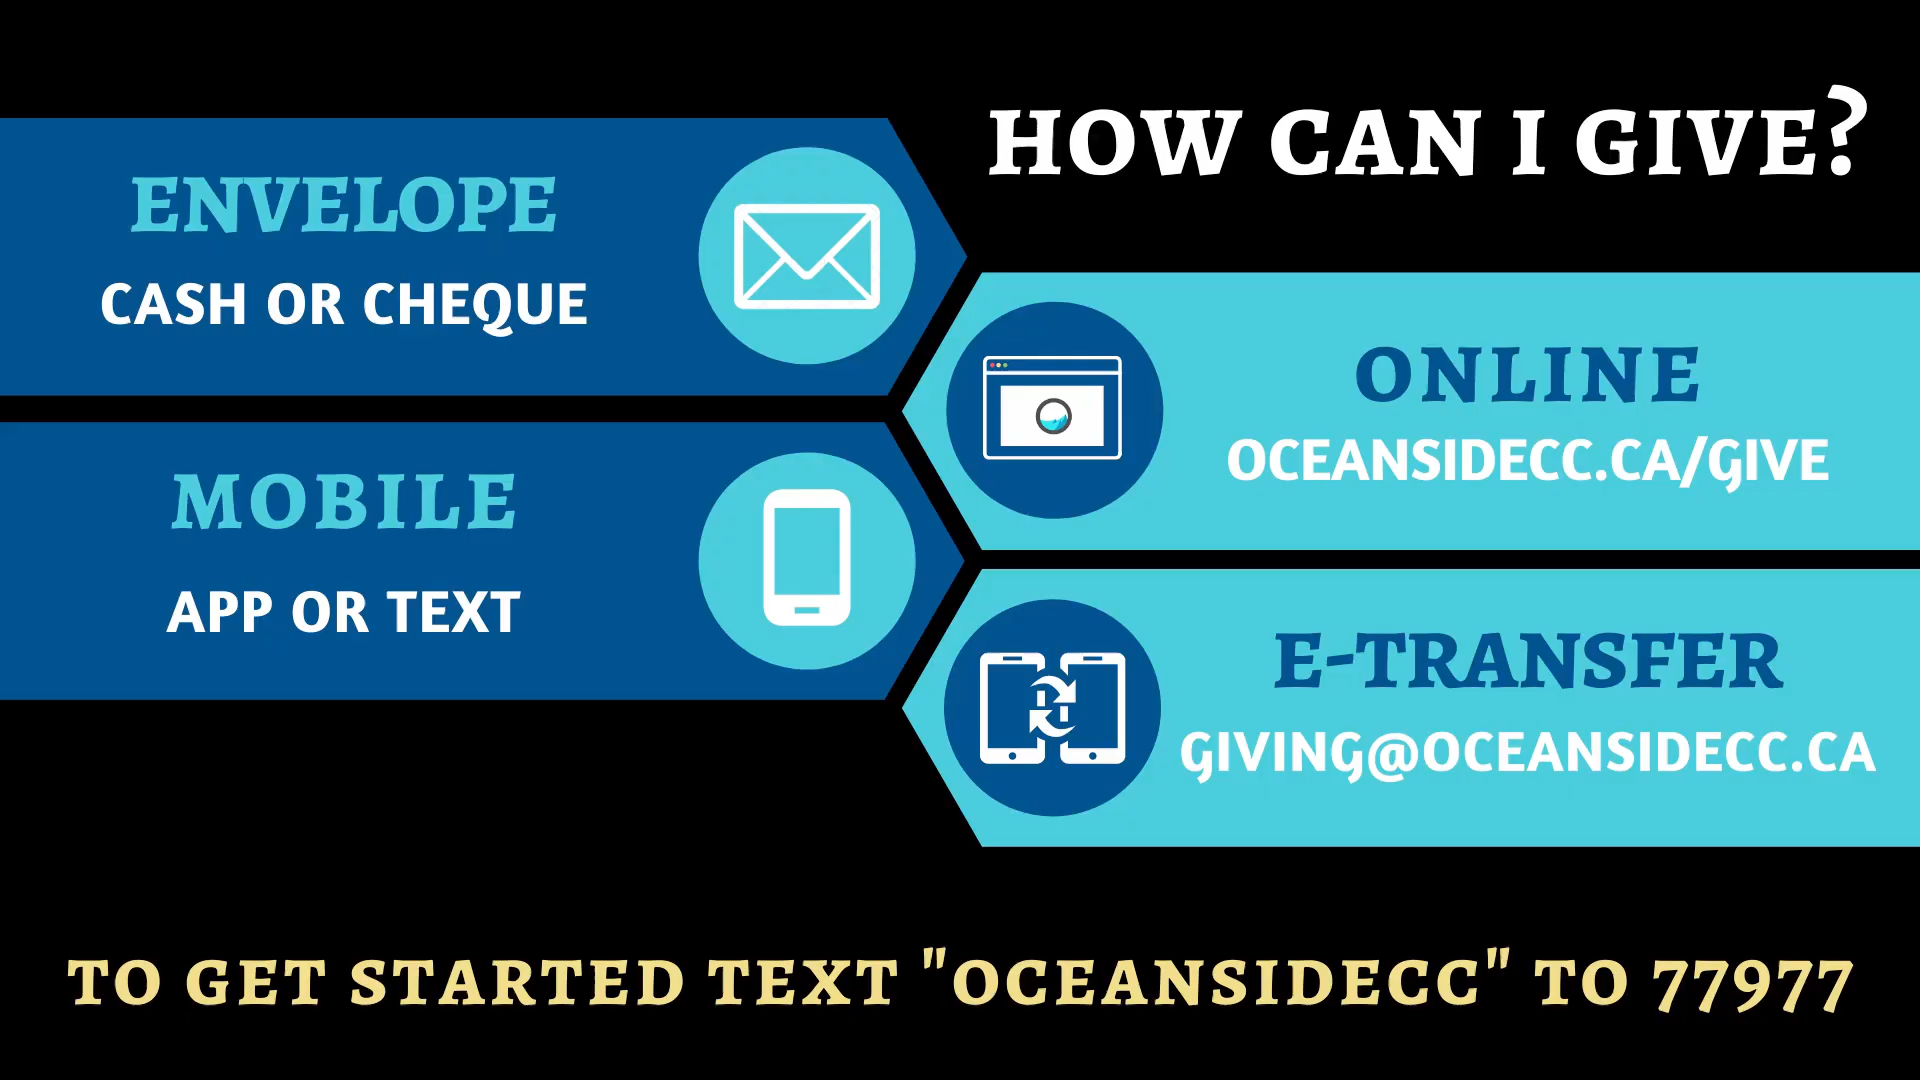 HOW CAN I GIVE?
ENVELOPE
CASH OR CHEQUE
ONLINE
OCEANSIDECC.CA/GIVE
MOBILE
APP OR TEXT
E-TRANSFER
GIVING@OCEANSIDECC.CA
TO GET STARTED TEXT "OCEANSIDECC" TO 77977